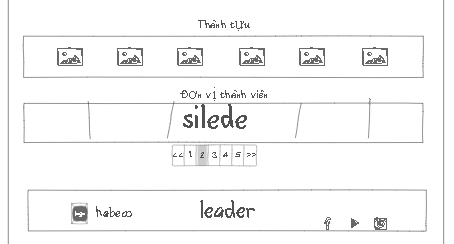 Thành tựu
Đơn vị thành viên
silede
<< 1 2 3 4 5 >>
habeco leader